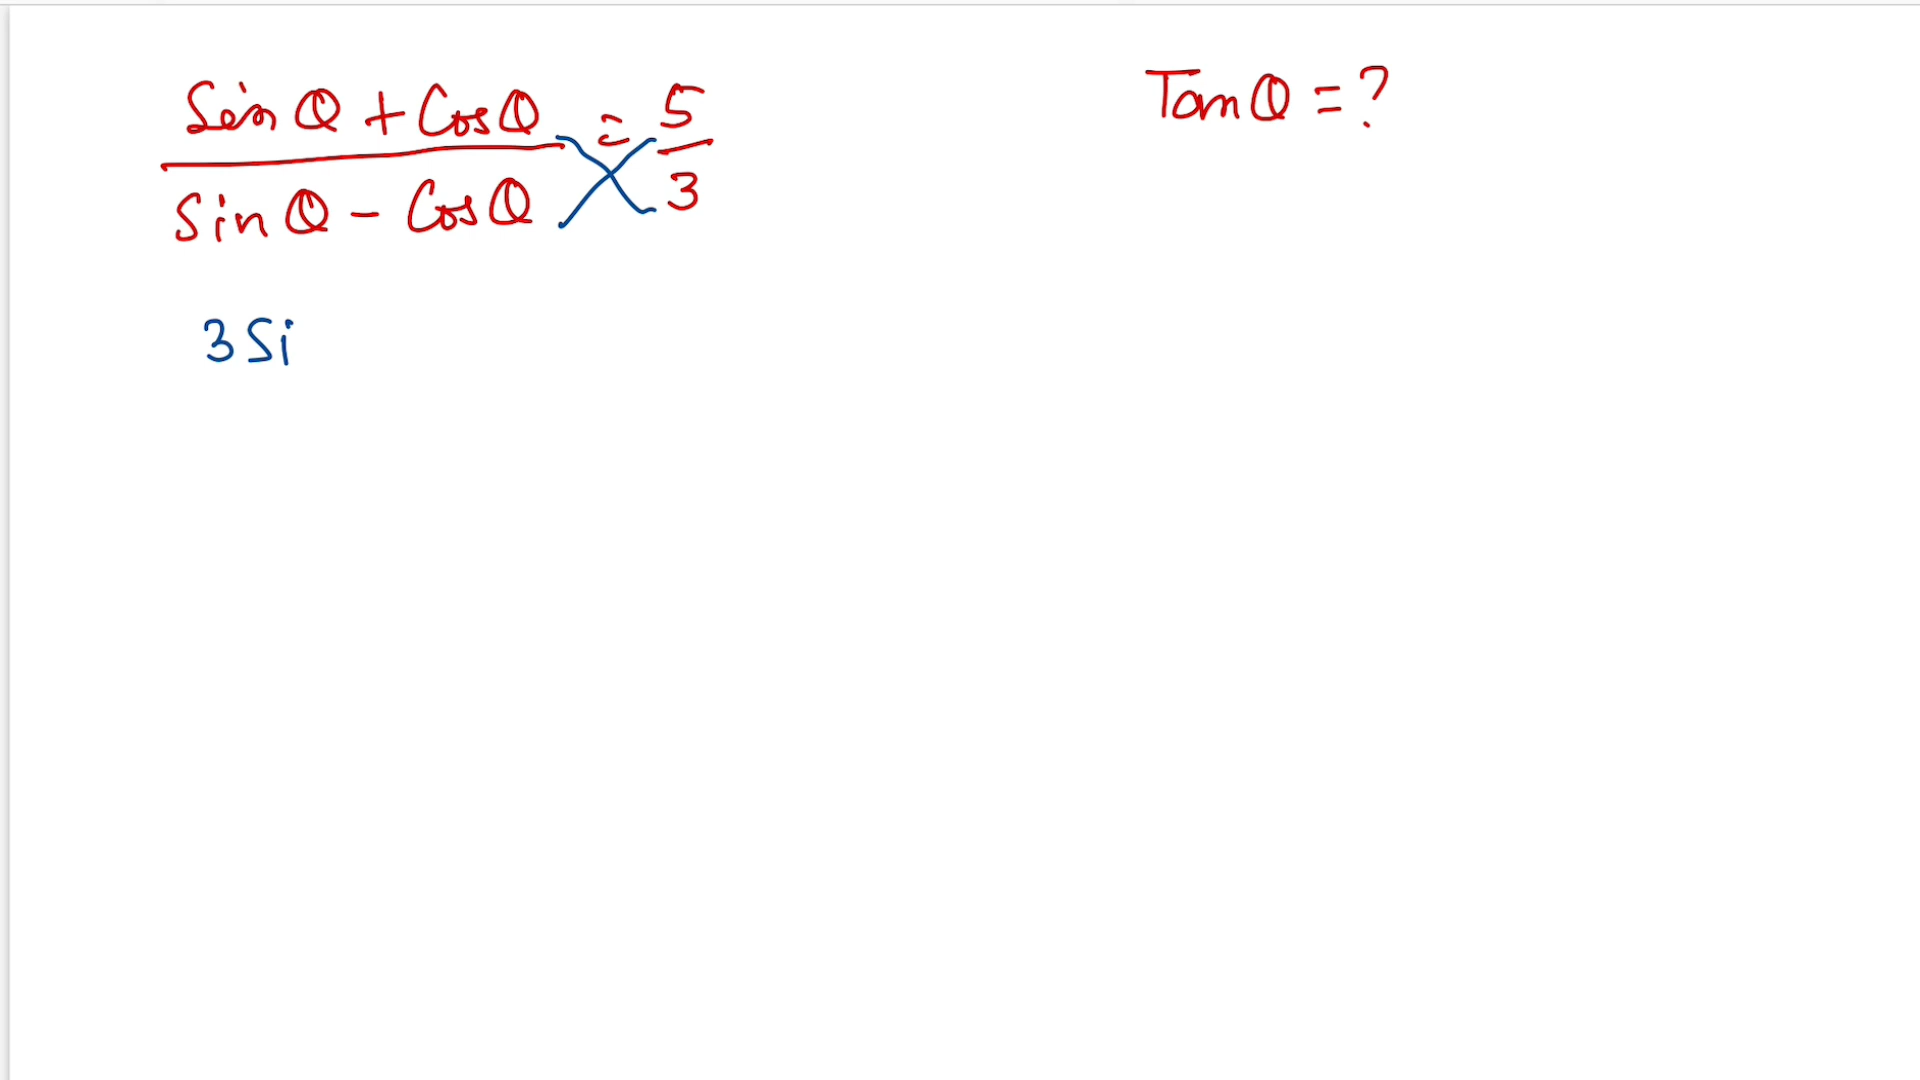 Sin θ + Cos θ = 5
Sin θ - Cos θ 3
Tan θ = ?
3 Si